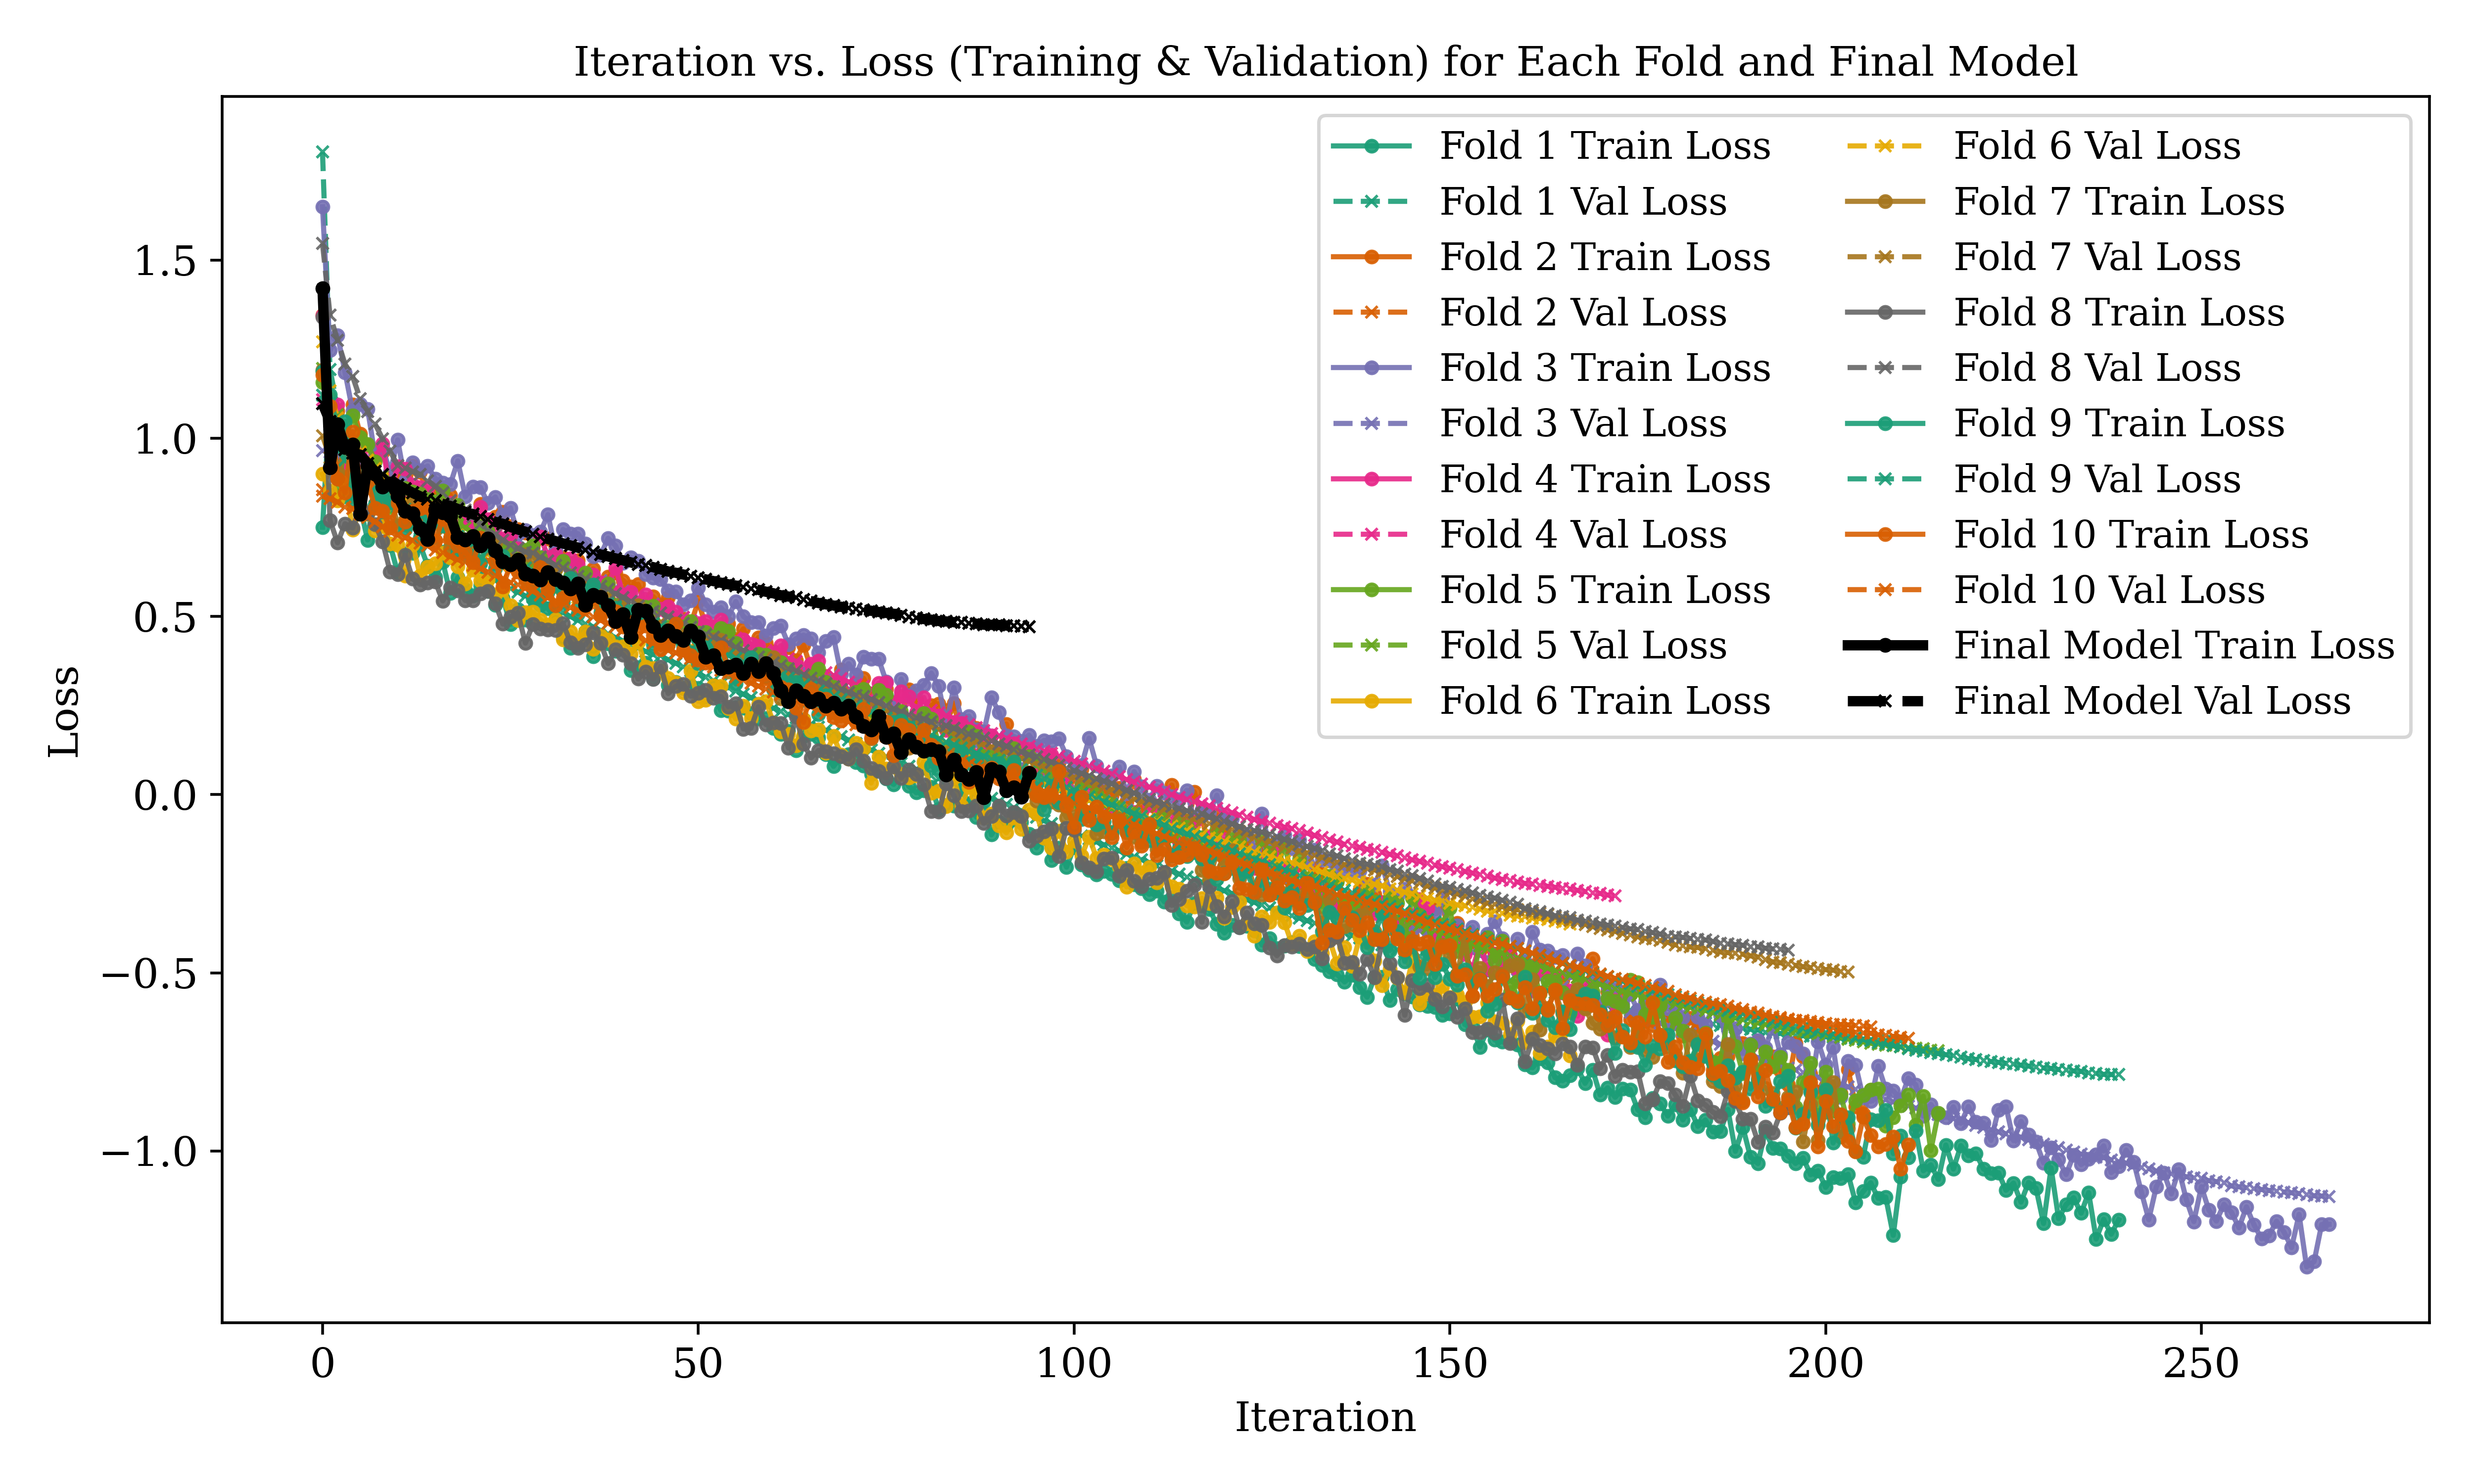 Iteration vs. Loss (Training & Validation) for Each Fold and Final Model
Fold 1 Train Loss
Fold 1 Val Loss
Fold 2 Train Loss
Fold 2 Val Loss
Fold 3 Train Loss
Fold 3 Val Loss
Fold 4 Train Loss
Fold 4 Val Loss
Fold 5 Train Loss
Fold 5 Val Loss
Fold 6 Train Loss
Fold 6 Val Loss
Fold 7 Train Loss
Fold 7 Val Loss
Fold 8 Train Loss
Fold 8 Val Loss
Fold 9 Train Loss
Fold 9 Val Loss
Fold 10 Train Loss
Fold 10 Val Loss
Final Model Train Loss
Final Model Val Loss
Loss
1.5
1.0
0.5
0.0
−0.5
−1.0
0
50
100
150
200
250
Iteration